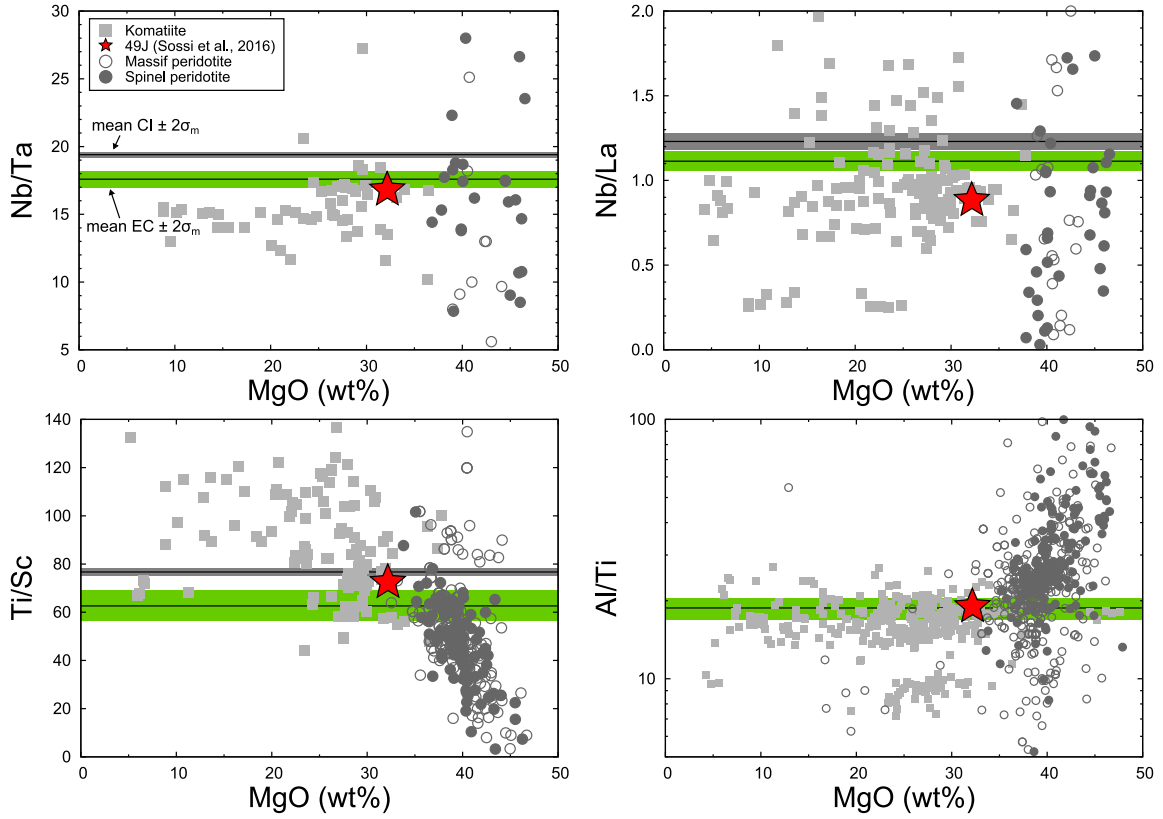 Komatiite
49J (Sossi et al., 2016)
Massif peridotite
Spinel peridotite
mean CI ± 2σm
mean EC ± 2σm
Nb/Ta
30
25
20
15
10
5
0 10 20 30 40 50
MgO (wt%)
Nb/La
2.0
1.5
1.0
0.5
0.0
0 10 20 30 40 50
MgO (wt%)
Ti/Sc
140
120
100
80
60
40
20
0
0 10 20 30 40 50
MgO (wt%)
Al/Ti
100
10
0 10 20 30 40 50
MgO (wt%)